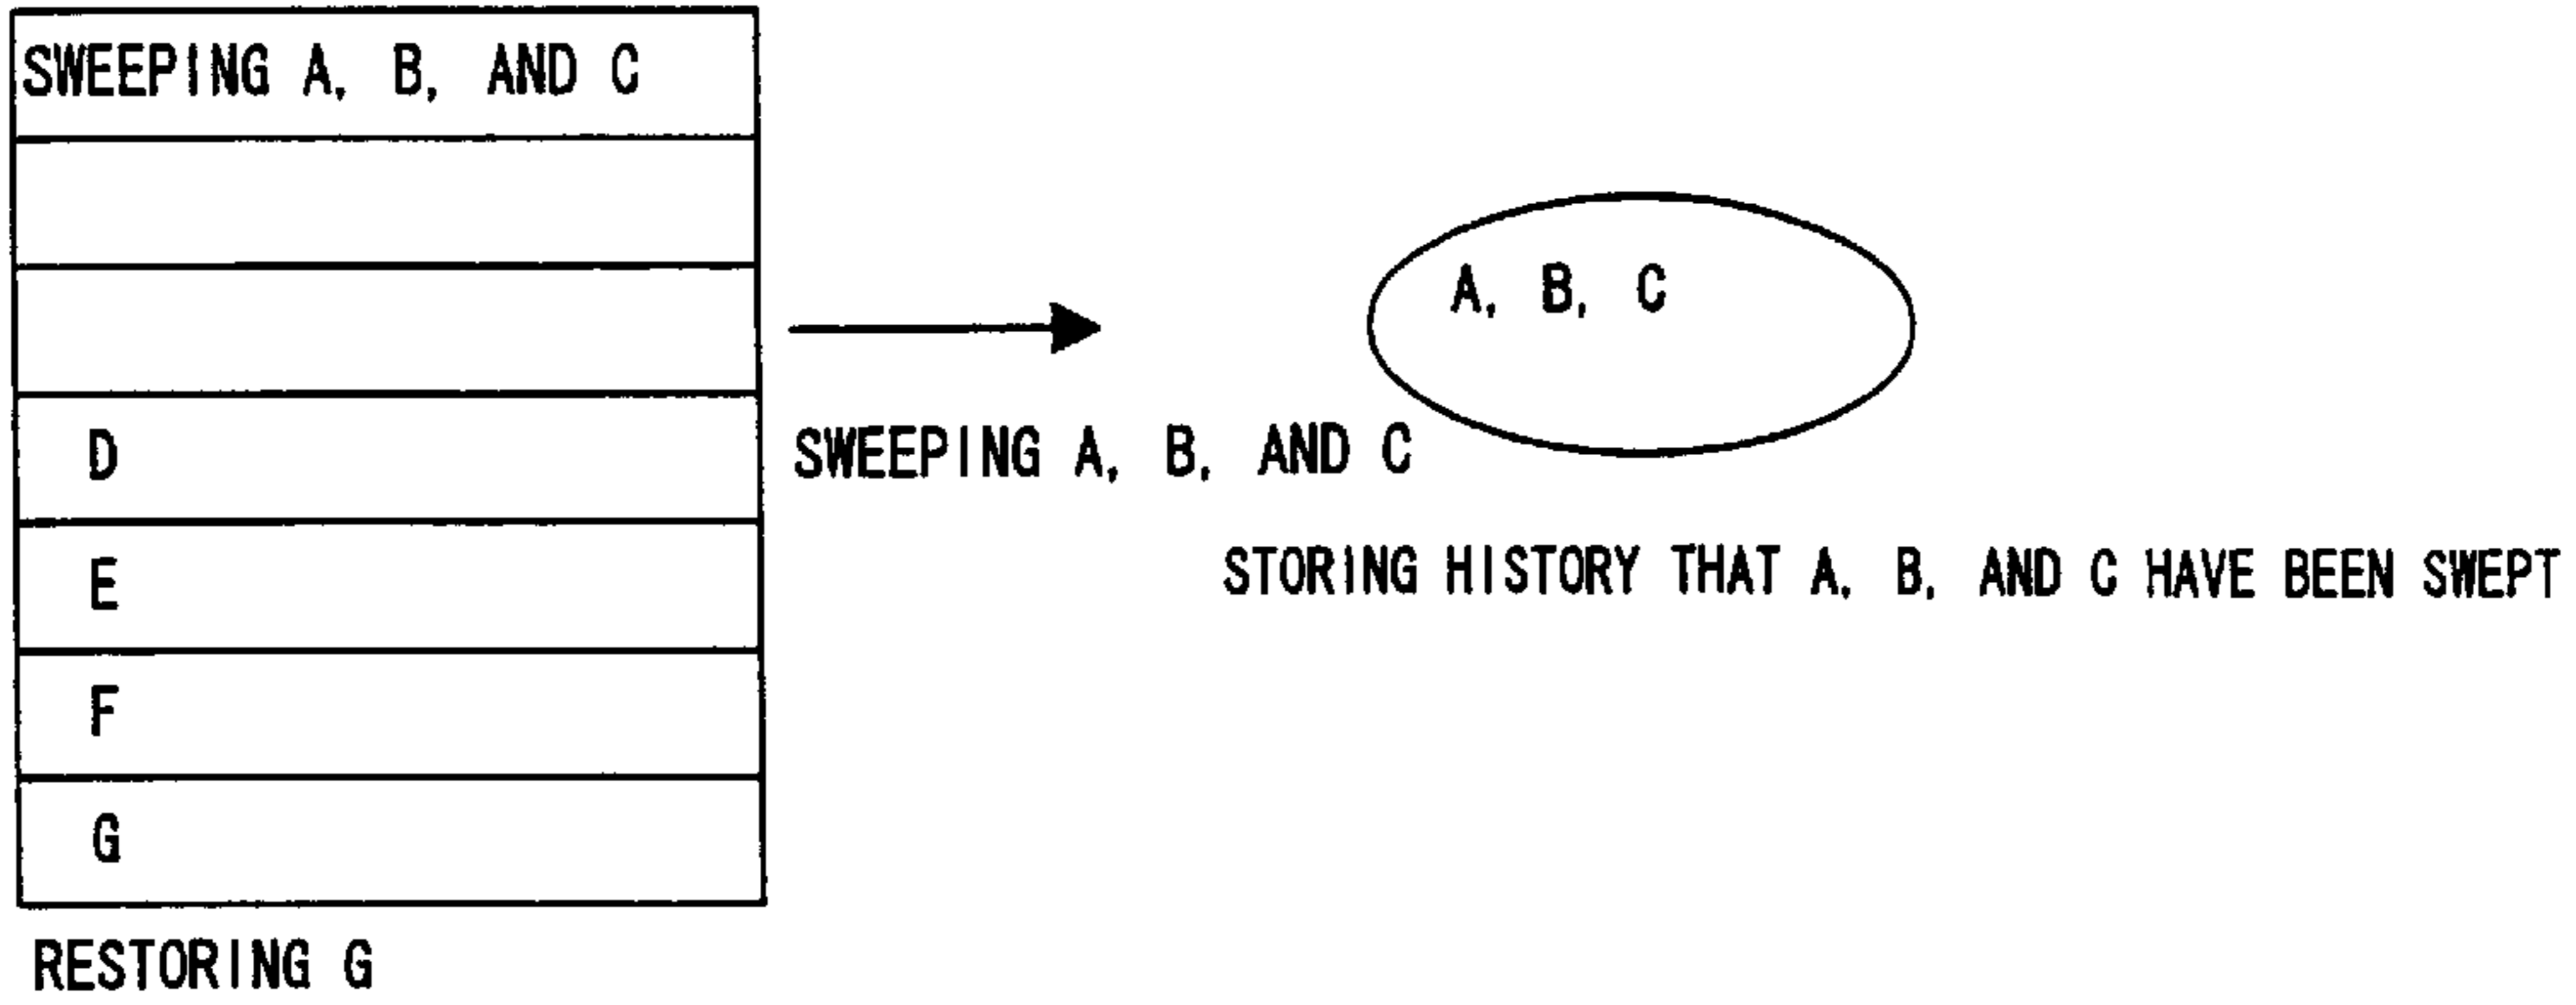 SWEEPING A, B, AND C
A, B, C
D
SWEEPING A, B, AND C
E
STORING HISTORY THAT A, B, AND C HAVE BEEN SWEPT
F
G
RESTORING G